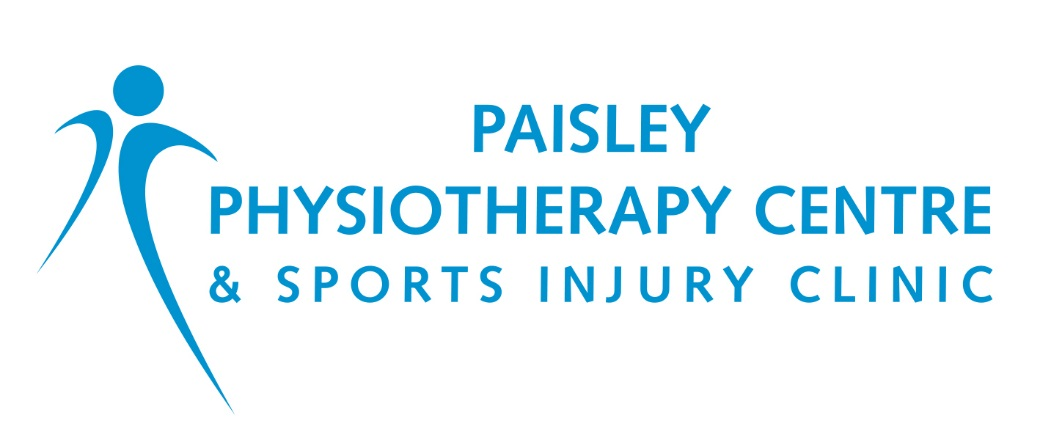 PAISLEY
PHYSIOTHERAPY CENTRE
& SPORTS INJURY CLINIC